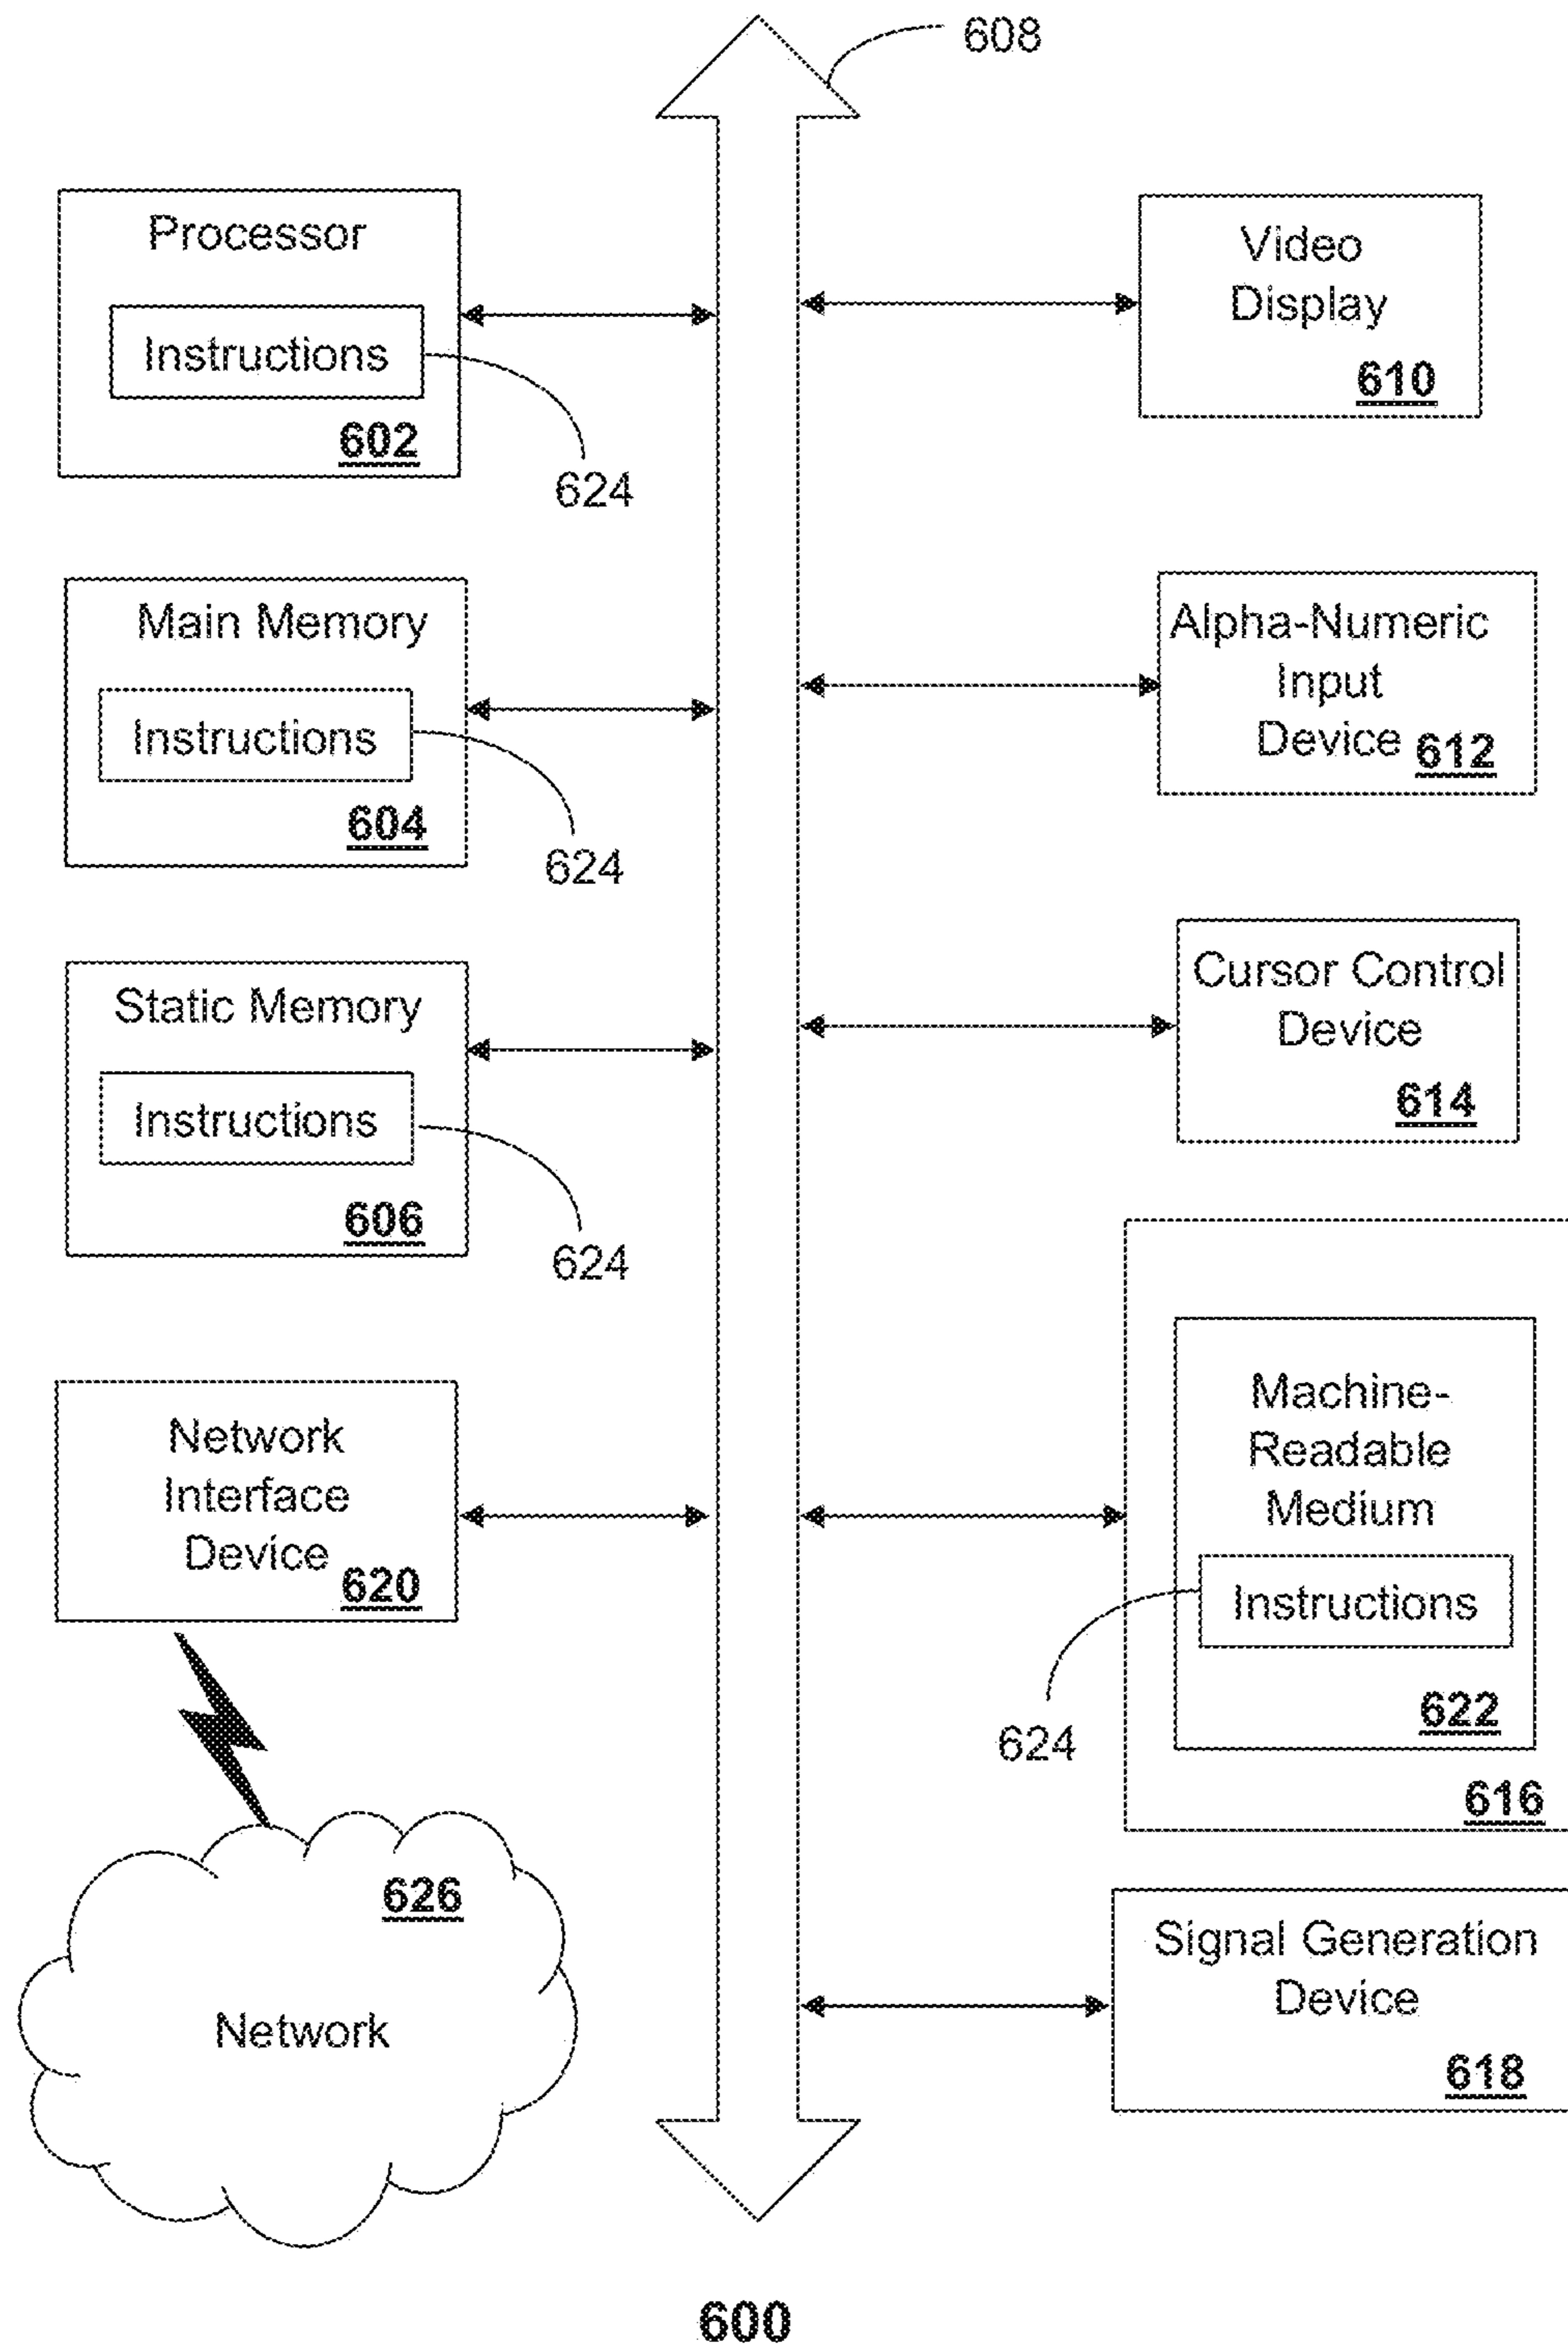 608
Processor
Instructions
602
624
Main Memory
Instructions
604
624
Static Memory
Instructions
606
624
Network
Interface
Device
620
626
Network
Video
Display
610
Alpha-Numeric
Input
Device
612
Cursor Control
Device
614
Machine-
Readable
Medium
Instructions
624
622
616
Signal Generation
Device
618
600